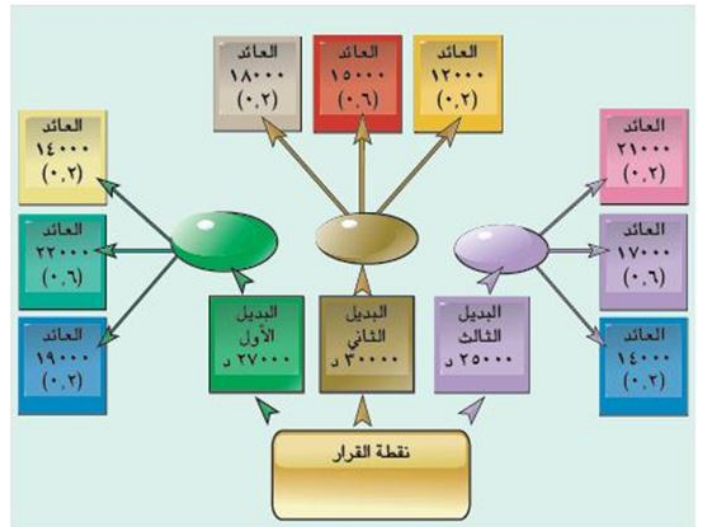 العائد
١٨٠٠٠
(٠,٢)
العائد
١٥٠٠٠
(٠,٦)
العائد
١٢٠٠٠
(٠,٢)
العائد
٢١٠٠٠
(٠,٢)
العائد
١٧٠٠٠
(٠,٦)
العائد
١٤٠٠٠
(٠,٢)
العائد
١٤٠٠٠
(٠,٢)
العائد
٢٢٠٠٠
(٠,٦)
العائد
١٩٠٠٠
(٠,٢)
البديل
الثالث
٢٥٠٠٠ د
البديل
الثاني
٣٠٠٠٠ د
البديل
الأول
٢٧٠٠٠ د
نقطة القرار